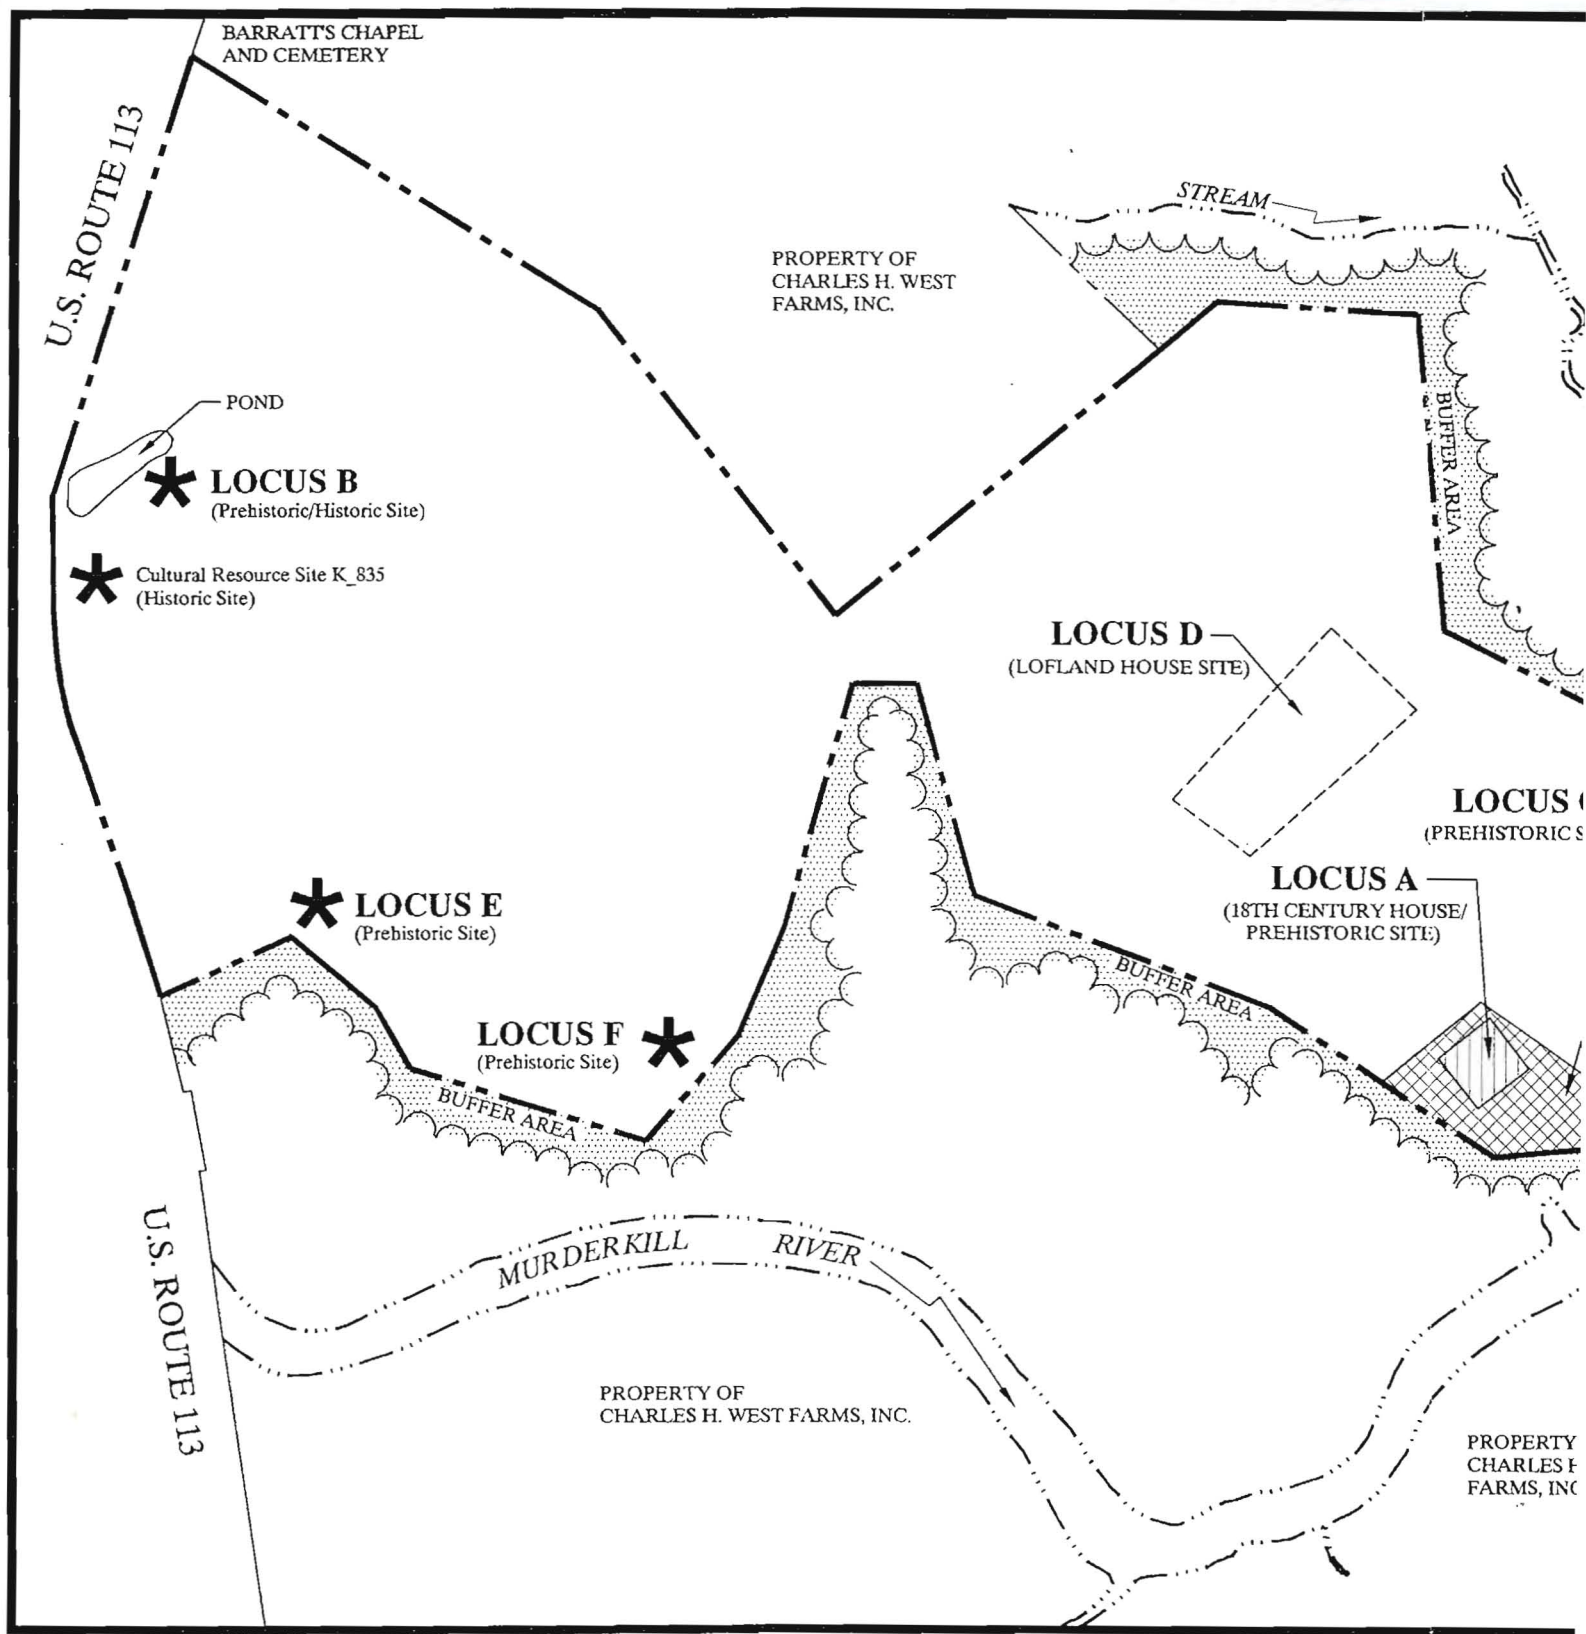 BARRATT'S CHAPEL
AND CEMETERY
U.S. ROUTE 113
STREAM
PROPERTY OF
CHARLES H. WEST
FARMS, INC.
POND
BUFFER AREA
LOCUS B
(Prehistoric/Historic Site)
Cultural Resource Site K_835
(Historic Site)
LOCUS D
(LOFLAND HOUSE SITE)
LOCUS
(PREHISTORIC S
LOCUS A
(18TH CENTURY HOUSE/
PREHISTORIC SITE)
LOCUS E
(Prehistoric Site)
BUFFER AREA
LOCUS F
(Prehistoric Site)
BUFFER AREA
U.S. ROUTE 113
MURDERKILL RIVER
PROPERTY OF
CHARLES H. WEST FARMS, INC.
PROPERTY
CHARLES H
FARMS, INC